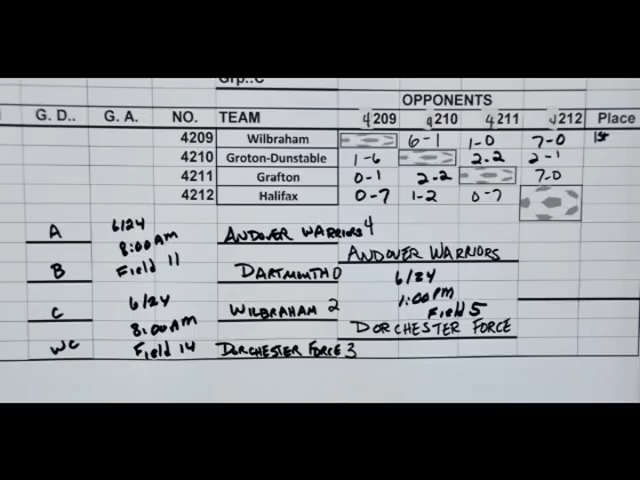 Grp..C
OPPONENTS
G. D.. G. A. NO. TEAM 4209 4210 4211 4212 Place
4209 Wilbraham 6-1 1-0 7-0 1st
4210 Groton-Dunstable 1-6 2-2 2-1
4211 Grafton 0-1 2-2 7-0
4212 Halifax 0-7 1-2 0-7
A 6/24 8:00AM Field 11 ANDOVER WARRIORS 4
ANDOVER WARRIORS
B DARTMOUTH 0
6/24
1:00PM
Field 5
C 6/24 8:00AM Field 14 WILBRAHAM 2
DORCHESTER FORCE
WC DORCHESTER FORCE 3